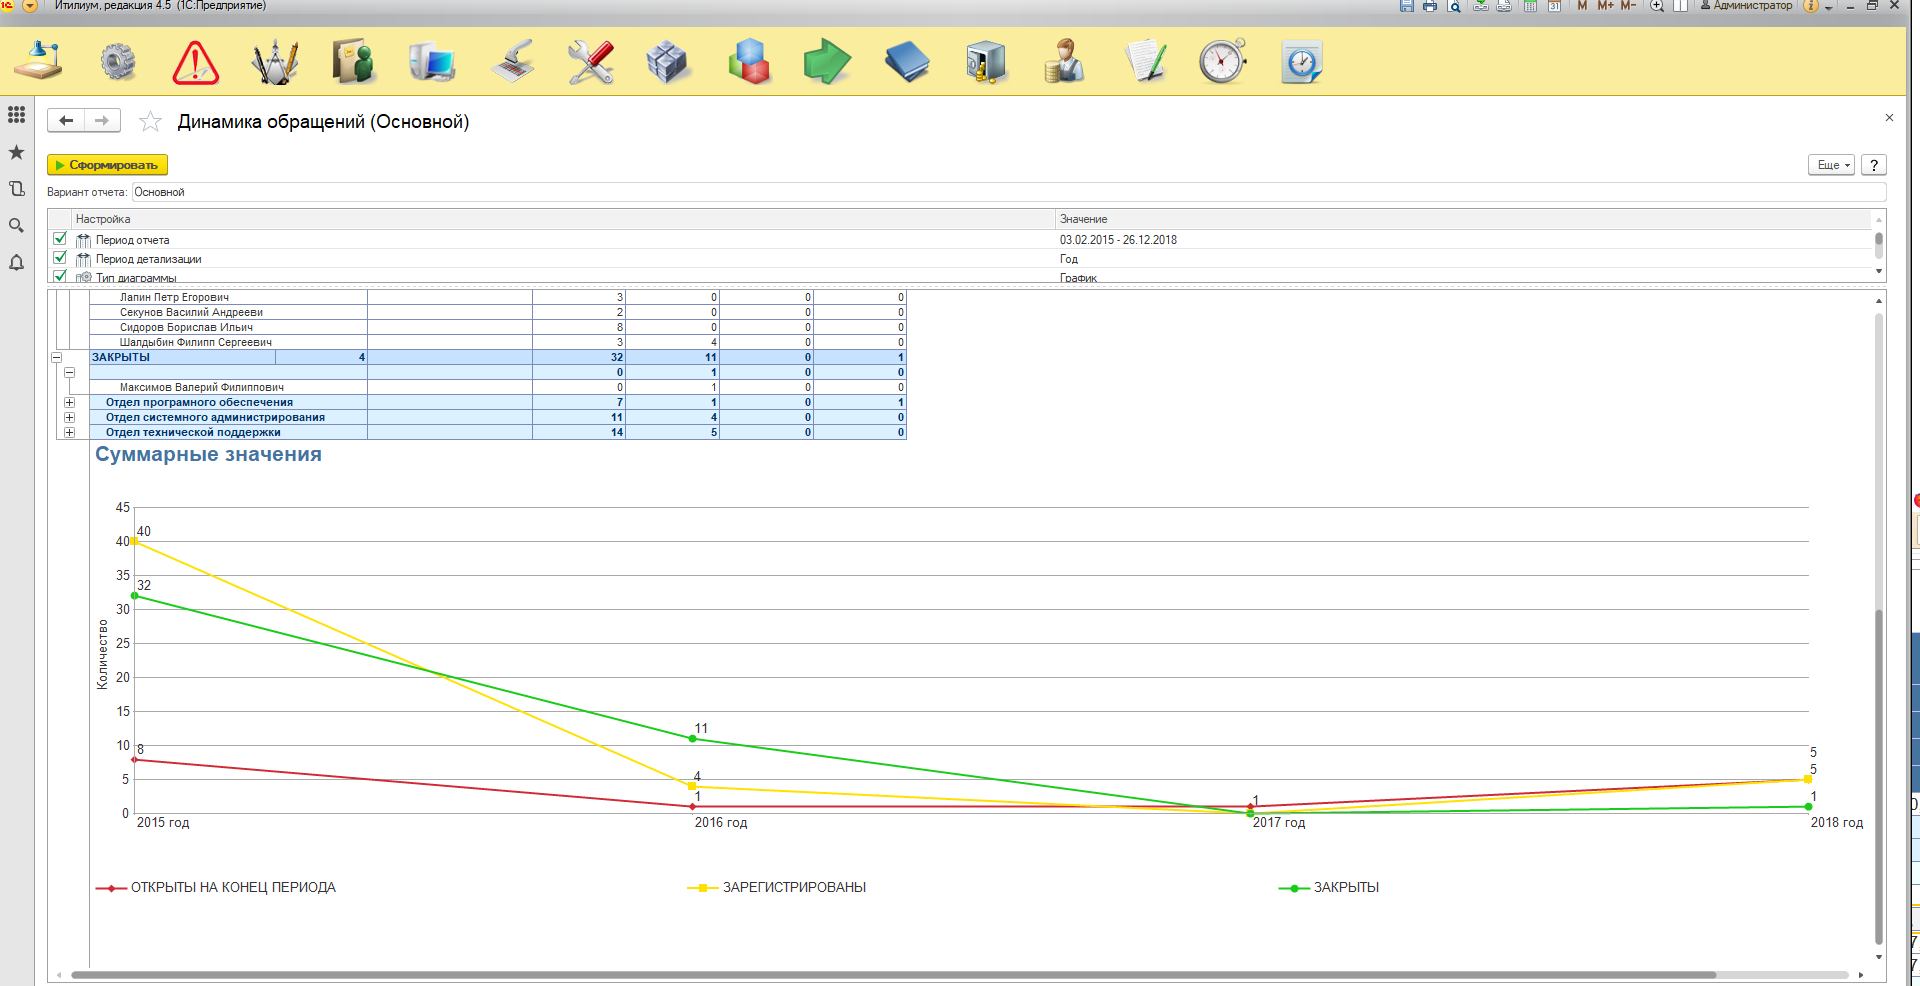 Итилиум, редакция 4.5 (1С:Предприятие)
M M+ M- Администратор
Динамика обращений (Основной)
Сформировать
Еще ?
Вариант отчета: Основной
Настройка Значение
Период отчета 03.02.2015 - 26.12.2018
Период детализации Год
Тип диаграммы График
Лапин Петр Егорович 3 0 0 0
Секунов Василий Андрееви 2 0 0 0
Сидоров Борислав Ильич 8 0 0 0
Шалдыбин Филипп Сергеевич 3 4 0 0
ЗАКРЫТЫ 4 32 11 0 1
0 1 0 0
Максимов Валерий Филиппович 0 1 0 0
Отдел програмного обеспечения 7 1 0 1
Отдел системного администрирования 11 4 0 0
Отдел технической поддержки 14 5 0 0
Суммарные значения
Количество
45
40
35
30
25
20
15
10
5
0
40
32
8
11
4
1
1
5
5
1
2015 год 2016 год 2017 год 2018 год
ОТКРЫТЫ НА КОНЕЦ ПЕРИОДА ЗАРЕГИСТРИРОВАНЫ ЗАКРЫТЫ